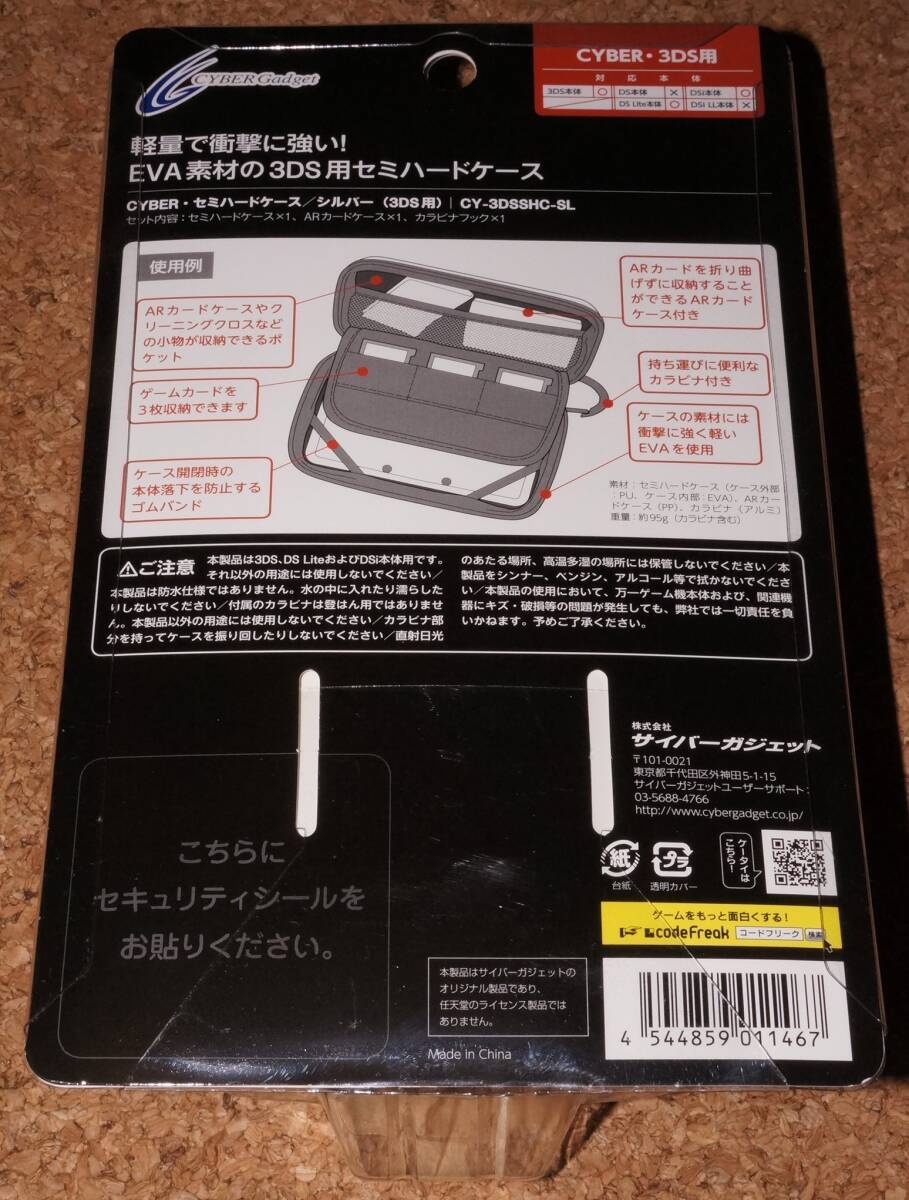 CYBER Gadget
CYBER・3DS用
対応本体
3DS本体 ○ DS本体 × DSi本体 ○
DS Lite本体 ○ DSi LL本体 ×
軽量で衝撃に強い!
EVA素材の3DS用セミハードケース
CYBER・セミハードケース/シルバー（3DS用）| CY-3DSSHC-SL
セット内容：セミハードケース×1、ARカードケース×1、カラビナフック×1
使用例
ARカードケースやク
リーニングクロスなど
の小物が収納できるポ
ケット
ゲームカードを
3枚収納できます
ケース開閉時の
本体落下を防止する
ゴムバンド
ARカードを折り曲
げずに収納すること
ができるARカード
ケース付き
持ち運びに便利な
カラビナ付き
ケースの素材には
衝撃に強く軽い
EVAを使用
素材：セミハードケース（ケース外部
：PU、ケース内部：EVA）、ARカー
ドケース（PP）、カラビナ（アルミ）
重量：約95g（カラビナ含む）
⚠ご注意 本製品は3DS、DS LiteおよびDSi本体用です。
それ以外の用途には使用しないでください/
本製品は防水仕様ではありません。水の中に入れたり濡らした
りしないでください/付属のカラビナは登はん用ではありませ
ん。本製品以外の用途には使用しないでください/カラビナ部
分を持ってケースを振り回したりしないでください/直射日光
のあたる場所、高温多湿の場所には保管しないでください/本
製品をシンナー、ベンジン、アルコール等で拭かないでくださ
い/本製品の使用において、万一ゲーム機本体および、関連機
器にキズ・破損等の問題が発生しても、弊社では一切責任を負
いかねます。予めご了承ください。
株式会社
サイバーガジェット
〒101-0021
東京都千代田区外神田5-1-15
サイバーガジェットユーザーサポート：
03-5688-4766
http://www.cybergadget.co.jp/
こちらに
セキュリティシールを
お貼りください。
紙
台紙
プラ
透明カバー
ケータイは
こちら!
ゲームをもっと面白くする!
codeFreak コードフリーク 検索
本製品はサイバーガジェットの
オリジナル製品であり、
任天堂のライセンス製品では
ありません。
Made in China
4 544859 011467